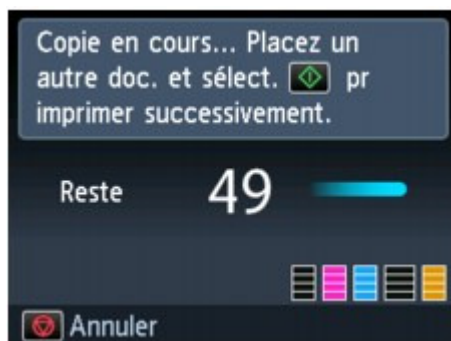 Copie en cours... Placez un
autre doc. et sélect. pr
imprimer successivement.
Reste 49
Annuler